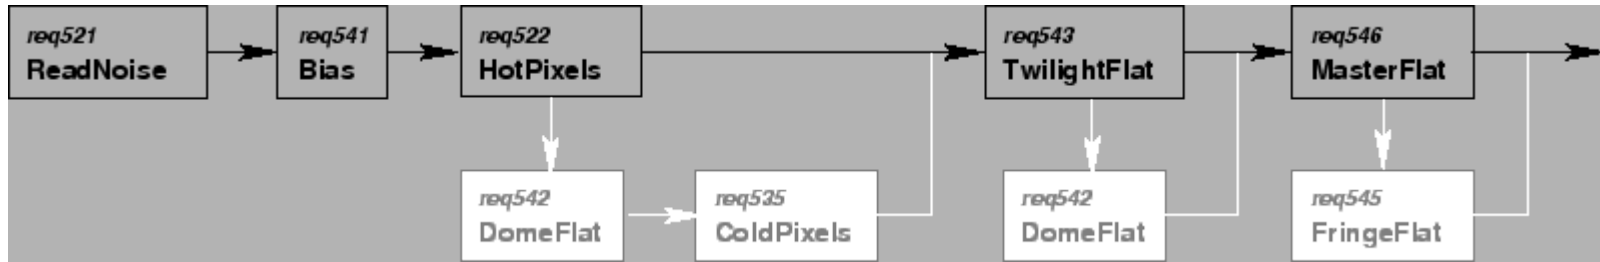 req521
ReadNoise
req541
Bias
req522
HotPixels
req543
TwilightFlat
req546
MasterFlat
req542
DomeFlat
req535
ColdPixels
req542
DomeFlat
req545
FringeFlat